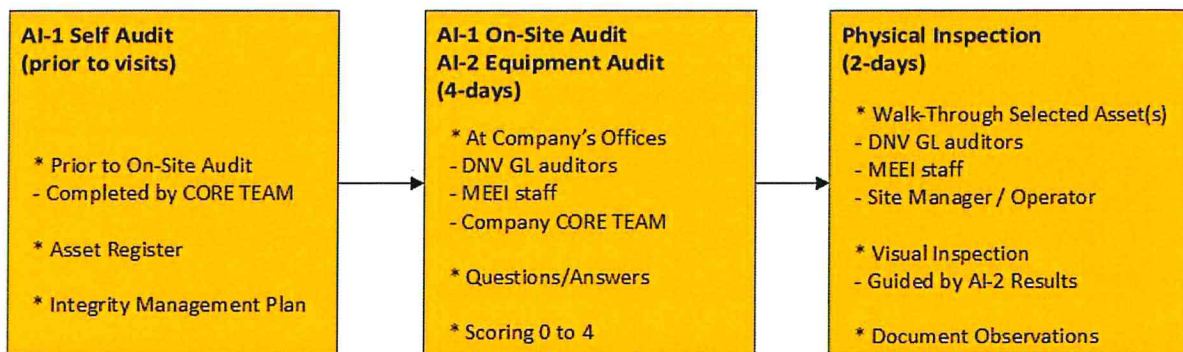 AI-1 Self Audit
(prior to visits)
* Prior to On-Site Audit
- Completed by CORE TEAM
* Asset Register
* Integrity Management Plan
AI-1 On-Site Audit
AI-2 Equipment Audit
(4-days)
* At Company's Offices
- DNV GL auditors
- MEEI staff
- Company CORE TEAM
* Questions/Answers
* Scoring 0 to 4
Physical Inspection
(2-days)
* Walk-Through Selected Asset(s)
- DNV GL auditors
- MEEI staff
- Site Manager / Operator
* Visual Inspection
- Guided by AI-2 Results
* Document Observations